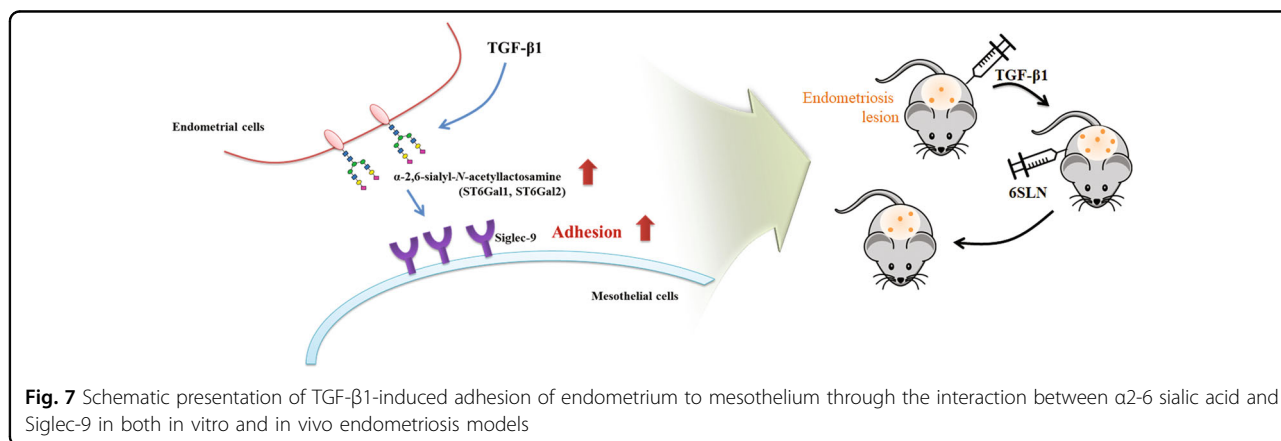 TGF-β1
Endometrial cells
α-2,6-sialyl-N-acetyllactosamine
(ST6Gal1, ST6Gal2)
Siglec-9
Adhesion
Mesothelial cells
Endometriosis
lesion
TGF-β1
6SLN
Fig. 7 Schematic presentation of TGF-β1-induced adhesion of endometrium to mesothelium through the interaction between α2-6 sialic acid and
Siglec-9 in both in vitro and in vivo endometriosis models